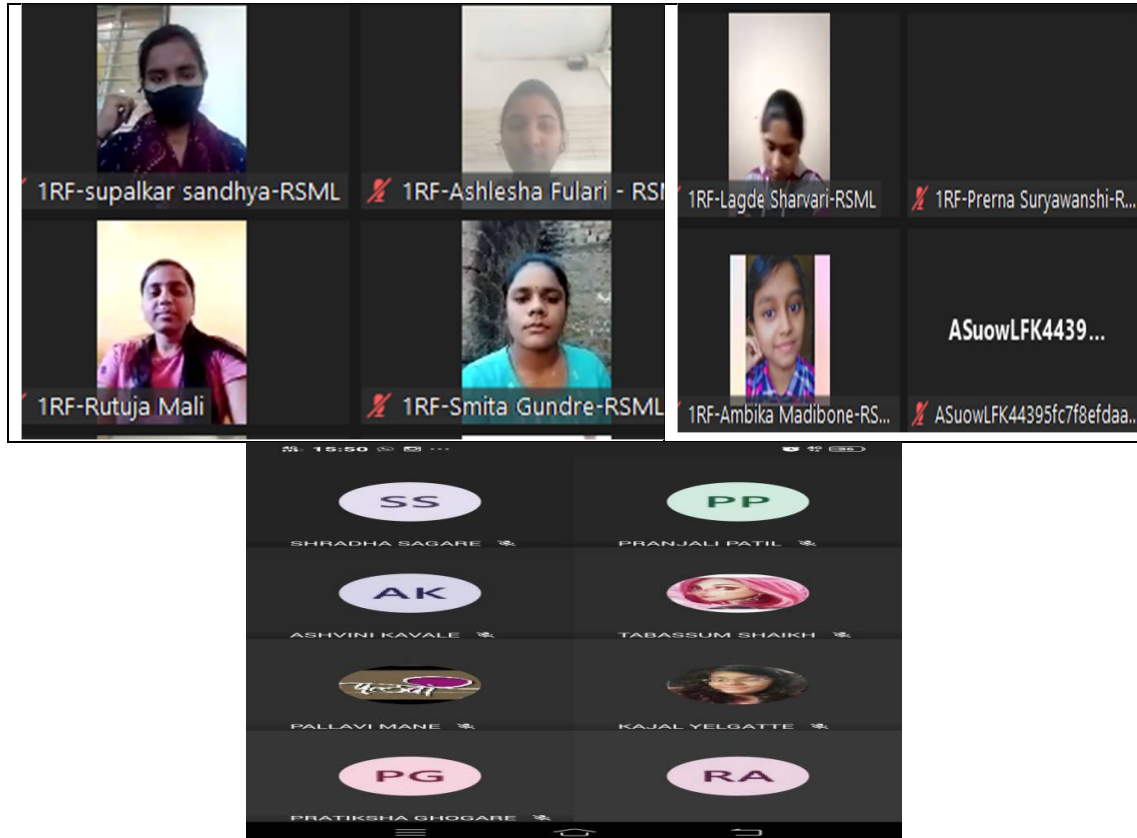 1RF-supalkar sandhya-RSML
1RF-Ashlesha Fulari - RSM
1RF-Rutuja Mali
1RF-Smita Gundre-RSML
1RF-Lagde Sharvari-RSML
1RF-Prerna Suryawanshi-R...
ASuowLFK4439...
1RF-Ambika Madibone-RS...
ASuowLFK44395fc7f8efdaa...
15:50
SS
PP
SHRADHA SAGARE
PRANJALI PATIL
AK
ASHVINI KAVALE
TABASSUM SHAIKH
PALLAVI MANE
KAJAL YELGATTE
PG
RA
PRATIKSHA GHOGARE